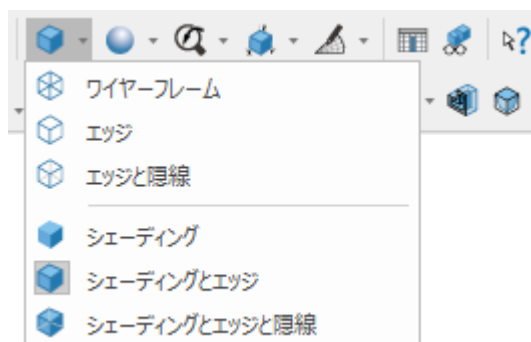 ワイヤーフレーム
エッジ
エッジと隠線
シェーディング
シェーディングとエッジ
シェーディングとエッジと隠線